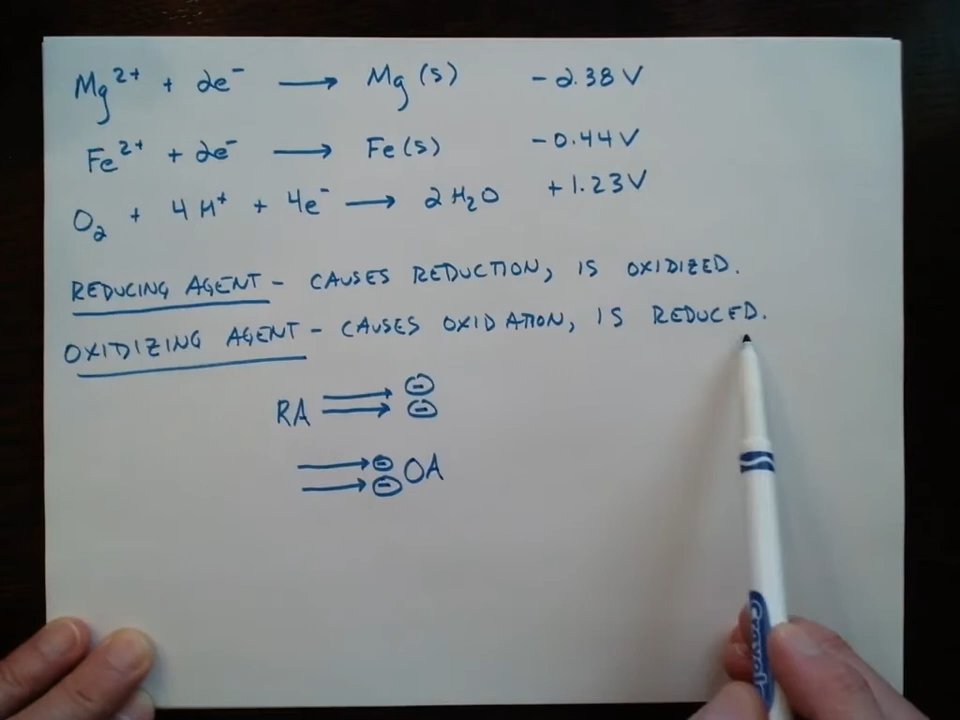 Mg²⁺ + 2e⁻ ⟶ Mg(s) -2.38 V
Fe²⁺ + 2e⁻ ⟶ Fe(s) -0.44V
O₂ + 4H⁺ + 4e⁻ ⟶ 2H₂O +1.23V
REDUCING AGENT - CAUSES REDUCTION, IS OXIDIZED.
OXIDIZING AGENT - CAUSES OXIDATION, IS REDUCED.
RA ⟶ ⊖
⟶ ⊖
⟶ ⊖ OA
⟶ ⊖